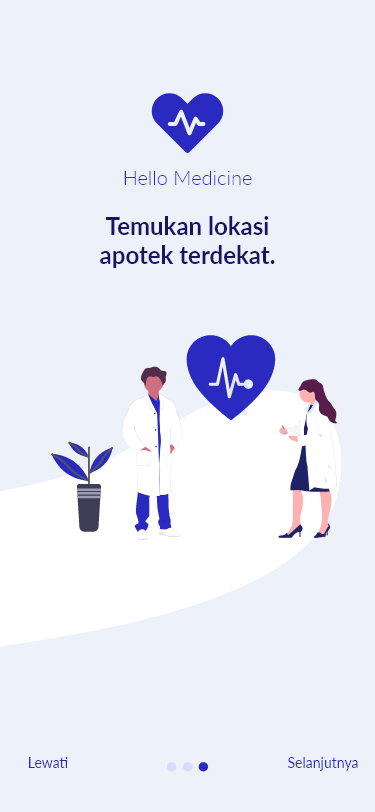 Hello Medicine
Temukan lokasi
apotek terdekat.
Lewati
Selanjutnya